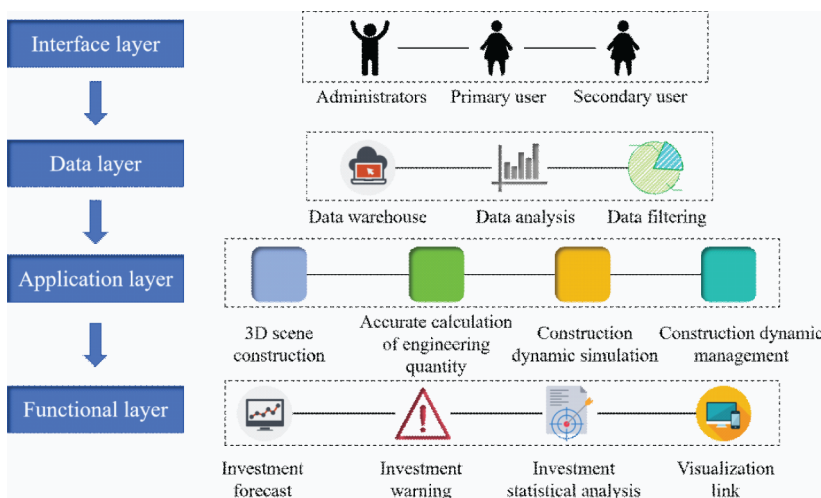 Interface layer
Administrators
Primary user
Secondary user
Data layer
Data warehouse
Data analysis
Data filtering
Application layer
3D scene
construction
Accurate calculation
of engineering
quantity
Construction
dynamic simulation
Construction dynamic
management
Functional layer
Investment
forecast
Investment
warning
Investment
statistical analysis
Visualization
link